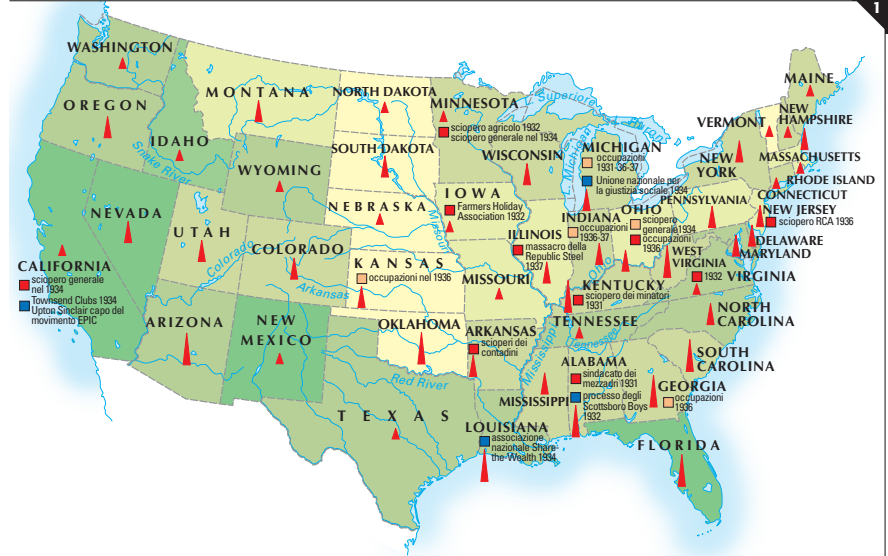 1
WASHINGTON
OREGON
IDAHO
MONTANA
NORTH DAKOTA
SOUTH DAKOTA
MINNESOTA
sciopero agricolo 1932
sciopero generale nel 1934
WISCONSIN
L. Superiore
L. Huron
L. Michigan
MICHIGAN
occupazioni
1931-36-37
Unione nazionale per
la giustizia sociale 1934
MAINE
VERMONT
NEW
HAMPSHIRE
MASSACHUSETTS
RHODE ISLAND
CONNECTICUT
NEW
YORK
PENNSYLVANIA
NEW JERSEY
sciopero RCA 1936
DELAWARE
MARYLAND
WYOMING
Snake River
NEVADA
UTAH
COLORADO
Colorado
NEBRASKA
Missouri
IOWA
Farmers Holiday
Association 1932
ILLINOIS
massacro della
Republic Steel
1937
INDIANA
occupazioni
1936-37
OHIO
sciopero
generale1934
occupazioni
1936
Ohio
WEST
VIRGINIA
1932
VIRGINIA
CALIFORNIA
sciopero generale
nel 1934
Townsend Clubs 1934
Upton Sinclair capo del
movimento EPIC
KANSAS
occupazioni nel 1936
Arkansas
MISSOURI
KENTUCKY
sciopero dei minatori
1931
TENNESSEE
Tennessee
NORTH
CAROLINA
SOUTH
CAROLINA
ARIZONA
NEW
MEXICO
OKLAHOMA
ARKANSAS
scioperi dei
contadini
Mississippi
Red River
TEXAS
ALABAMA
sindacato dei
mezzadri 1931
processo degli
Scottsboro Boys
1932
MISSISSIPPI
GEORGIA
occupazioni
1936
LOUISIANA
associazione
nazionale Share-
the-Wealth 1934
FLORIDA